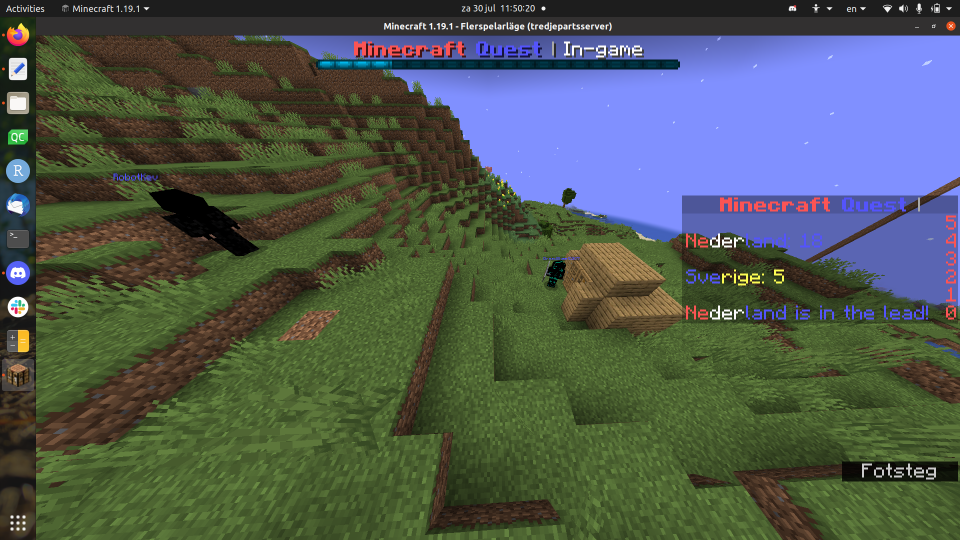 Activities Minecraft 1.19.1 za 30 jul 11:50:20 en
Minecraft 1.19.1 - Flerspelarläge (tredjepartsserver)
Minecraft Quest | In-game
QC
R
Minecraft Quest |
5
Nederland 4
3
Sverige: 5 2
1
Nederland is in the lead! 0
Fotsteg